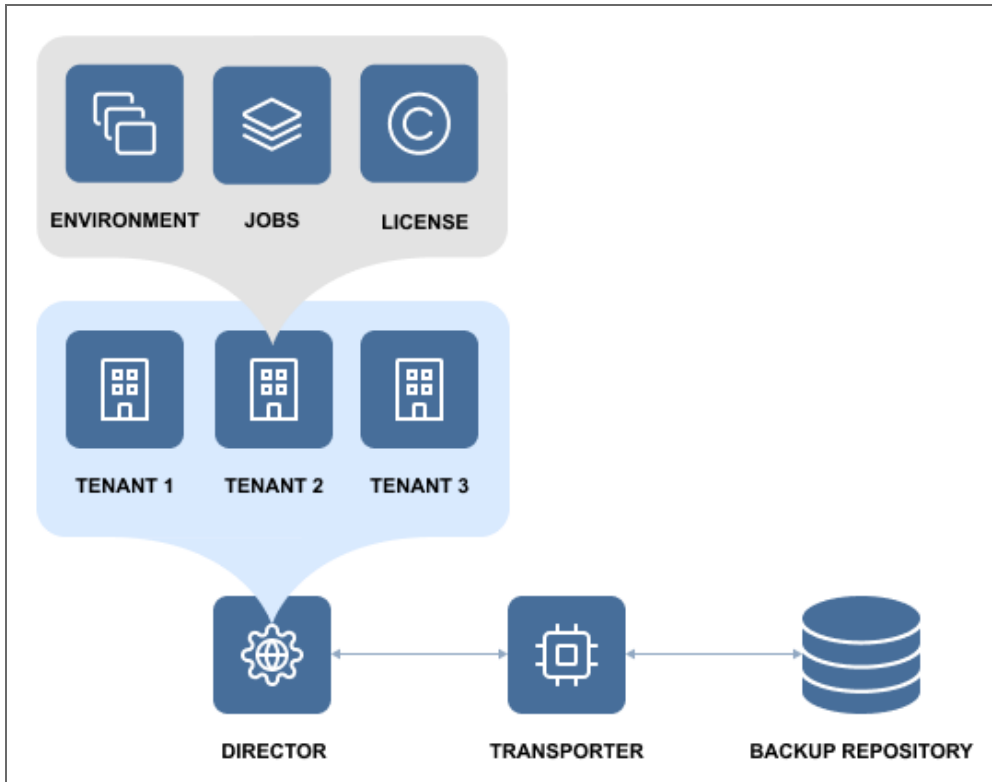 ENVIRONMENT JOBS LICENSE
TENANT 1 TENANT 2 TENANT 3
DIRECTOR TRANSPORTER BACKUP REPOSITORY